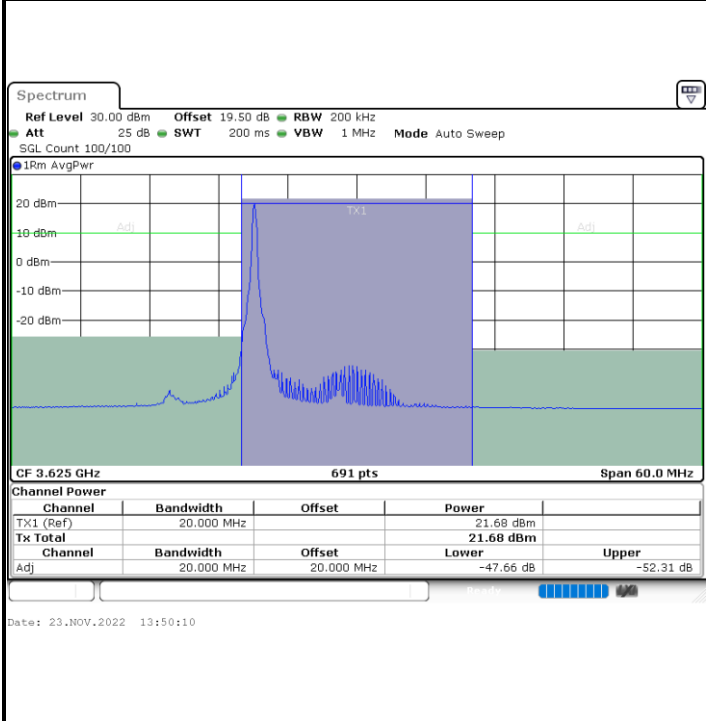 Spectrum
Ref Level 30.00 dBm Offset 19.50 dB RBW 200 kHz
Att 25 dB SWT 200 ms VBW 1 MHz Mode Auto Sweep
SGL Count 100/100
1Rm AvgPwr
20 dBm
TX1
Adj
Adj
10 dBm
0 dBm
-10 dBm
-20 dBm
CF 3.625 GHz 691 pts Span 60.0 MHz
Channel Power
Channel Bandwidth Offset Power
TX1 (Ref) 20.000 MHz 21.68 dBm
Tx Total 21.68 dBm
Channel Bandwidth Offset Lower Upper
Adj 20.000 MHz 20.000 MHz -47.66 dB -52.31 dB
Ready
Date: 23.NOV.2022 13:50:10